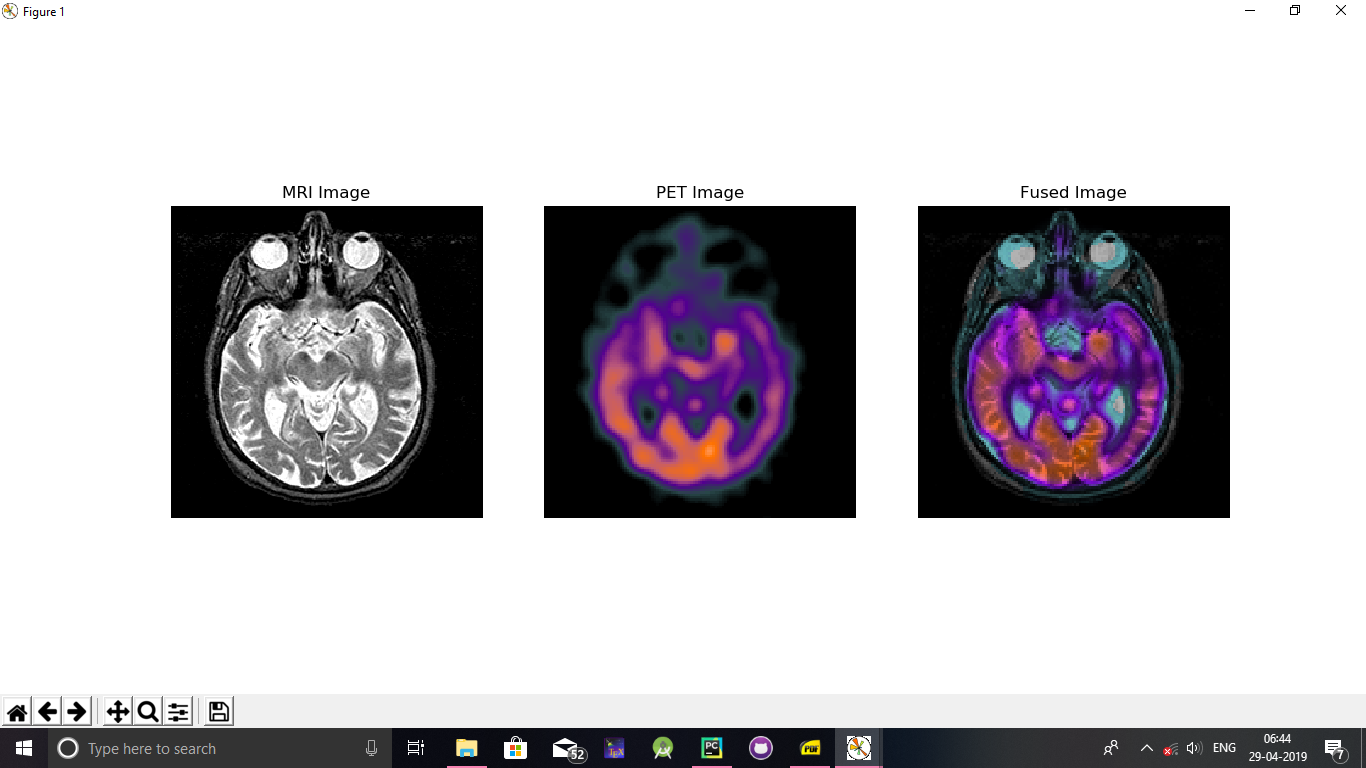 Figure 1
MRI Image
PET Image
Fused Image
Type here to search
52
TEX
PC
PDF
ENG
06:44
29-04-2019
7